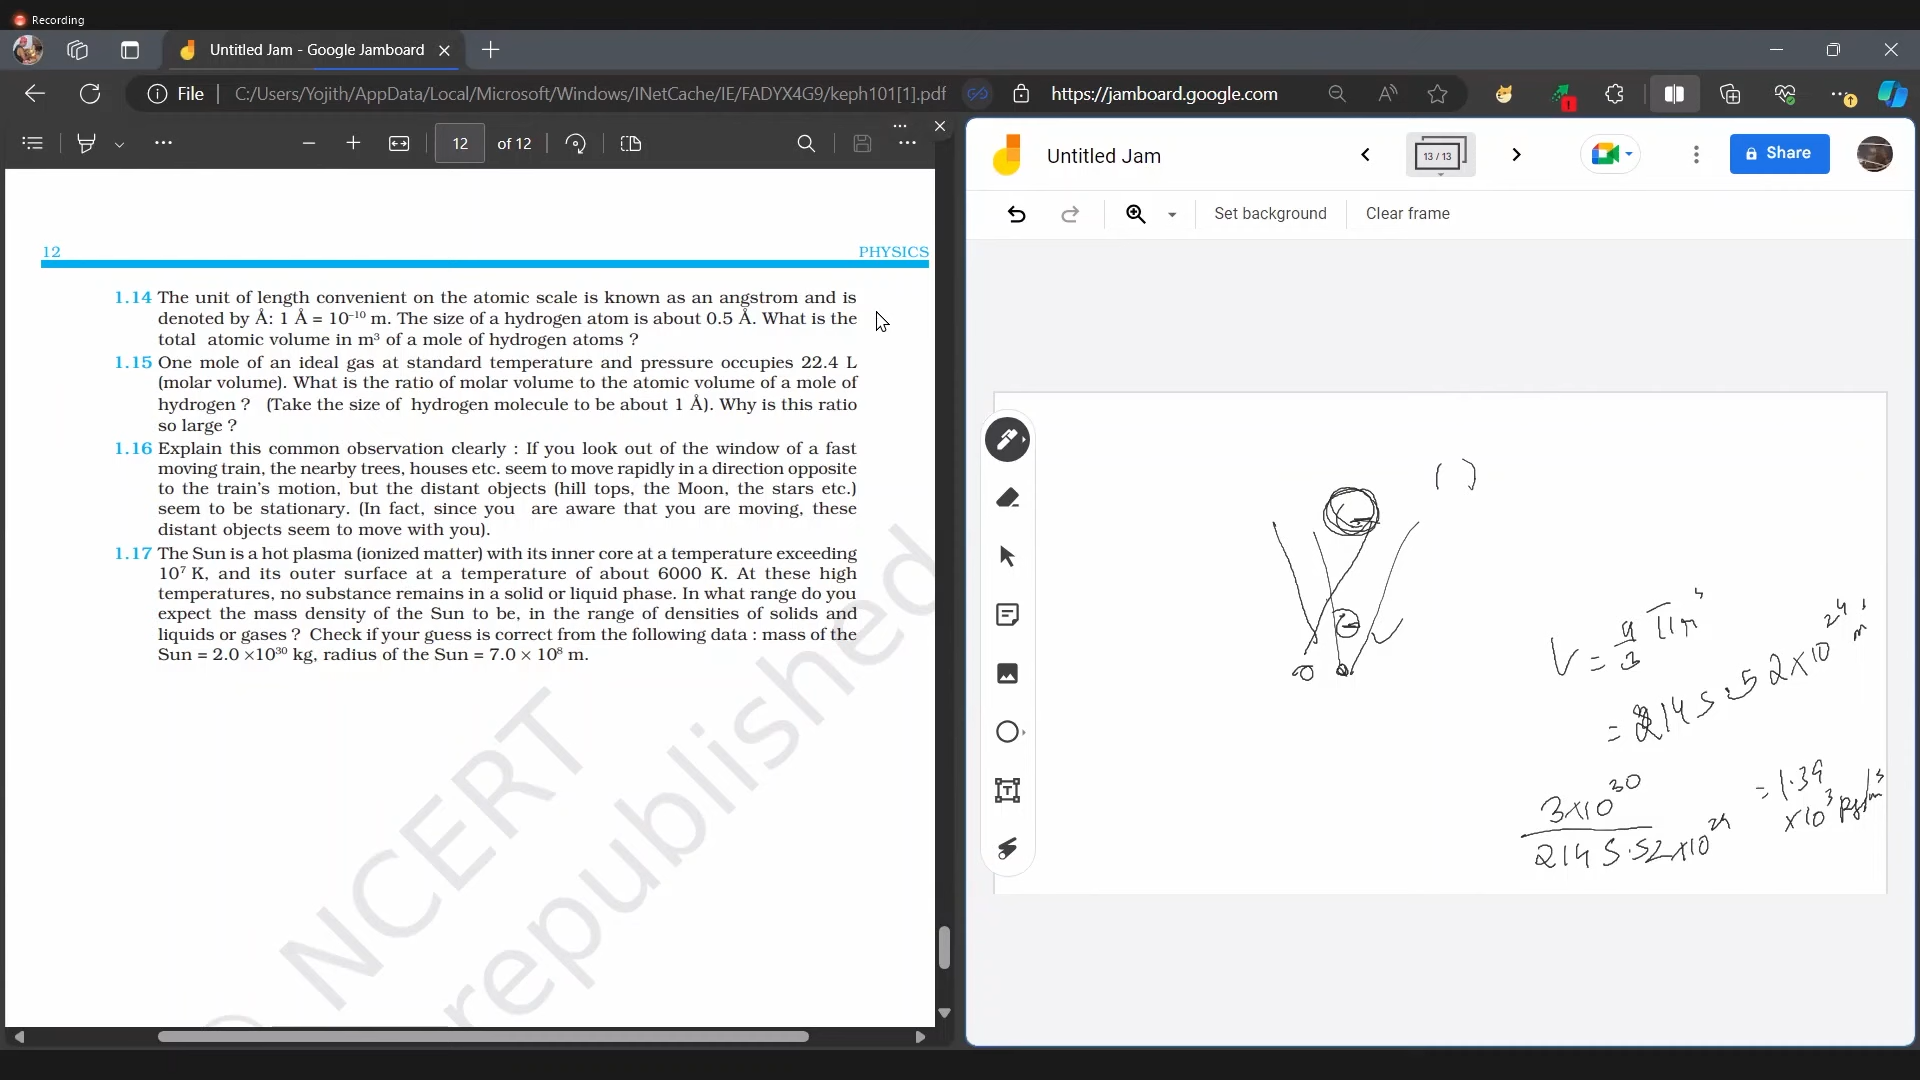 Recording
Untitled Jam - Google Jamboard
File C:/Users/Yojith/AppData/Local/Microsoft/Windows/INetCache/IE/FADYX4G9/keph101[1].pdf
https://jamboard.google.com
12 of 12
Untitled Jam
13 / 13
Share
Set background
Clear frame
12 PHYSICS
1.14 The unit of length convenient on the atomic scale is known as an angstrom and is
denoted by Å: 1 Å = 10⁻¹⁰ m. The size of a hydrogen atom is about 0.5 Å. What is the
total atomic volume in m³ of a mole of hydrogen atoms ?
1.15 One mole of an ideal gas at standard temperature and pressure occupies 22.4 L
(molar volume). What is the ratio of molar volume to the atomic volume of a mole of
hydrogen ? (Take the size of hydrogen molecule to be about 1 Å). Why is this ratio
so large ?
1.16 Explain this common observation clearly : If you look out of the window of a fast
moving train, the nearby trees, houses etc. seem to move rapidly in a direction opposite
to the train's motion, but the distant objects (hill tops, the Moon, the stars etc.)
seem to be stationary. (In fact, since you are aware that you are moving, these
distant objects seem to move with you).
1.17 The Sun is a hot plasma (ionized matter) with its inner core at a temperature exceeding
10⁷ K, and its outer surface at a temperature of about 6000 K. At these high
temperatures, no substance remains in a solid or liquid phase. In what range do you
expect the mass density of the Sun to be, in the range of densities of solids and
liquids or gases ? Check if your guess is correct from the following data : mass of the
Sun = 2.0 ×10³⁰ kg, radius of the Sun = 7.0 × 10⁸ m.
NCERT
republished
( )
V = 4/3
145.52 × 10²⁴ m
3×10³⁰
2145.52×10²⁴
= 1.39
×10³